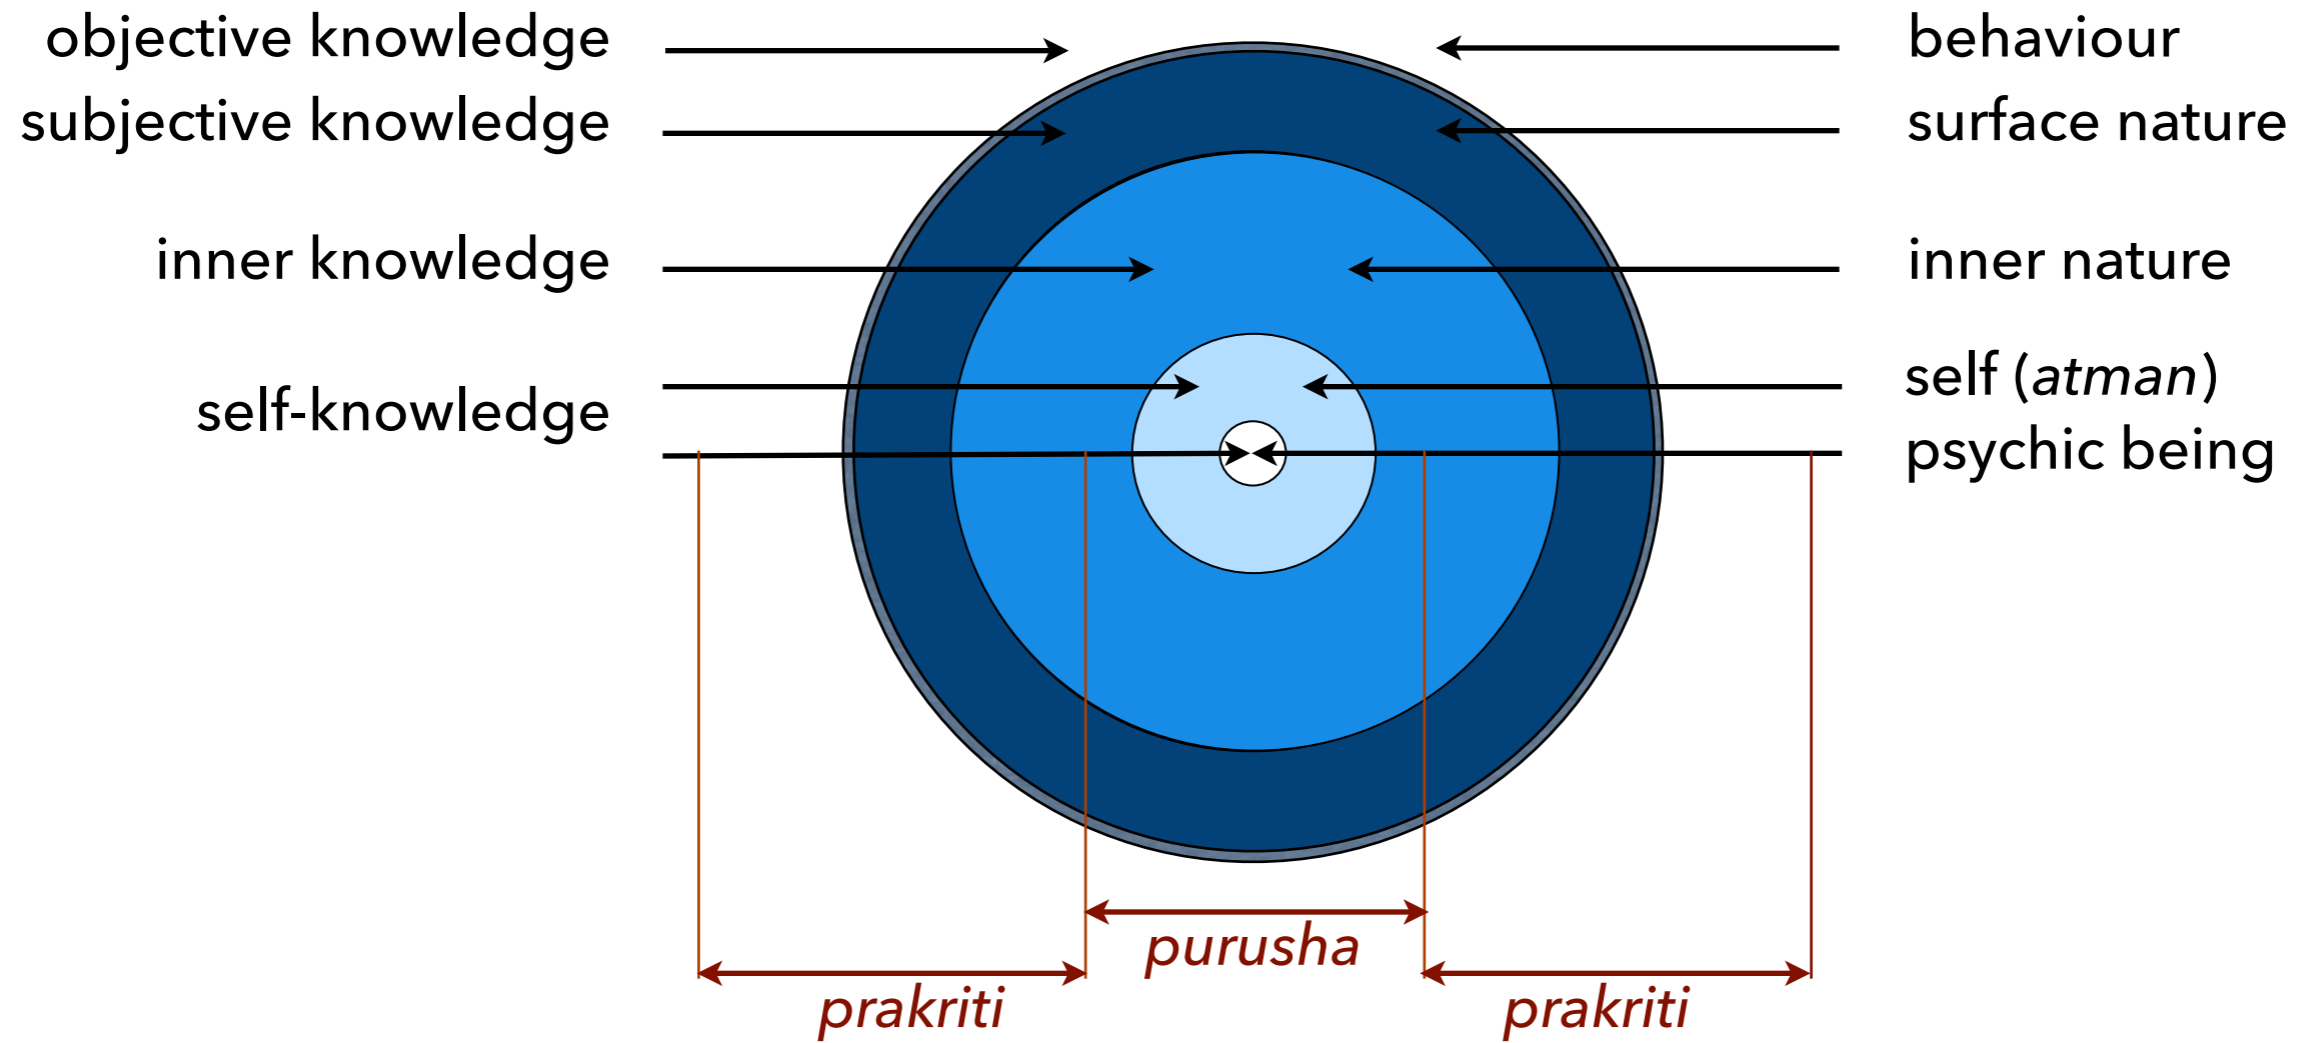 objective knowledge
behaviour
subjective knowledge
surface nature
inner knowledge
inner nature
self-knowledge
self (atman)
psychic being
purusha
prakriti
prakriti